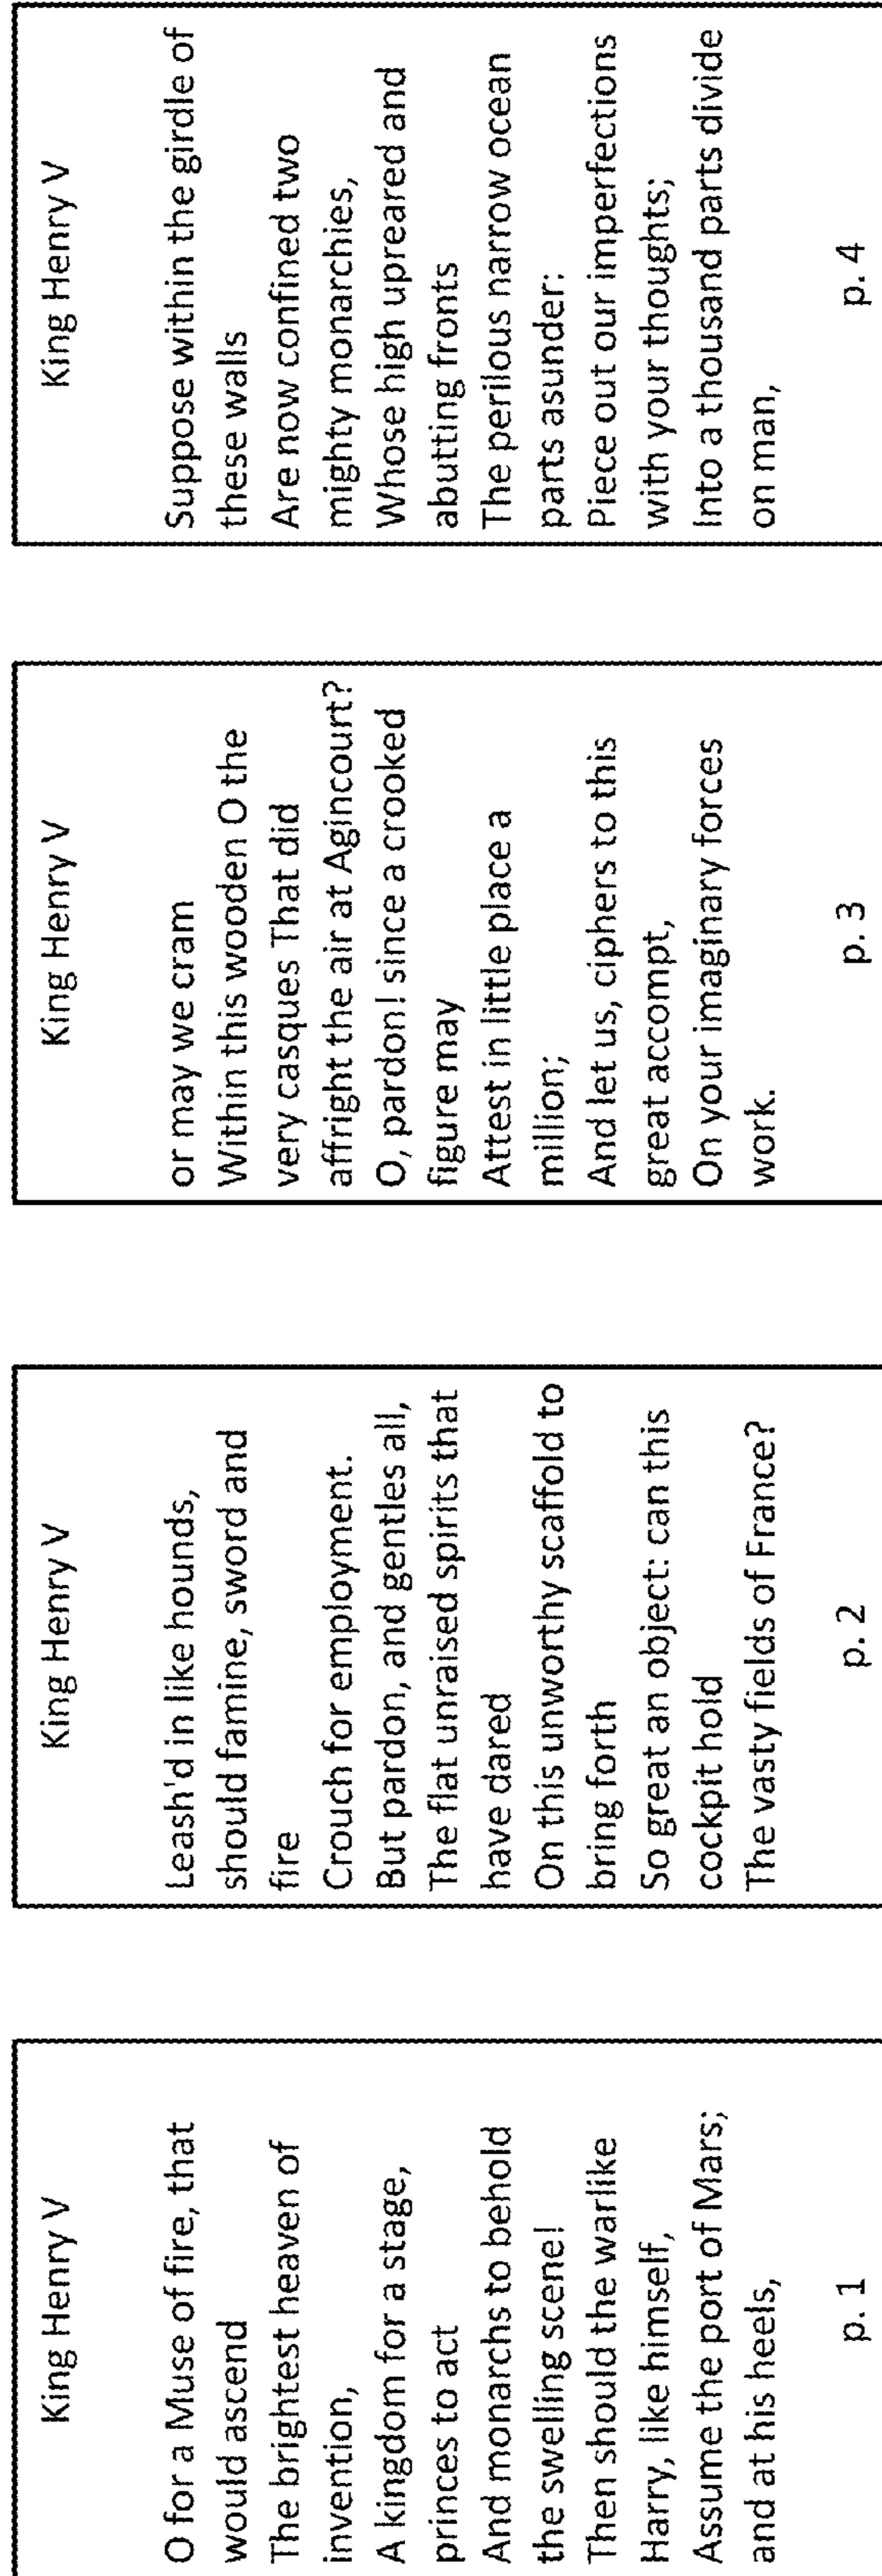 King Henry V
O for a Muse of fire, that
would ascend
The brightest heaven of
invention,
A kingdom for a stage,
princes to act
And monarchs to behold
the swelling scene!
Then should the warlike
Harry, like himself,
Assume the port of Mars;
and at his heels,
p. 1
King Henry V
Leash'd in like hounds,
should famine, sword and
fire
Crouch for employment.
But pardon, and gentles all,
The flat unraised spirits that
have dared
On this unworthy scaffold to
bring forth
So great an object: can this
cockpit hold
The vasty fields of France?
p. 2
King Henry V
or may we cram
Within this wooden O the
very casques That did
affright the air at Agincourt?
O, pardon! since a crooked
figure may
Attest in little place a
million;
And let us, ciphers to this
great accompt,
On your imaginary forces
work.
p. 3
King Henry V
Suppose within the girdle of
these walls
Are now confined two
mighty monarchies,
Whose high upreared and
abutting fronts
The perilous narrow ocean
parts asunder:
Piece out our imperfections
with your thoughts;
Into a thousand parts divide
on man,
p. 4